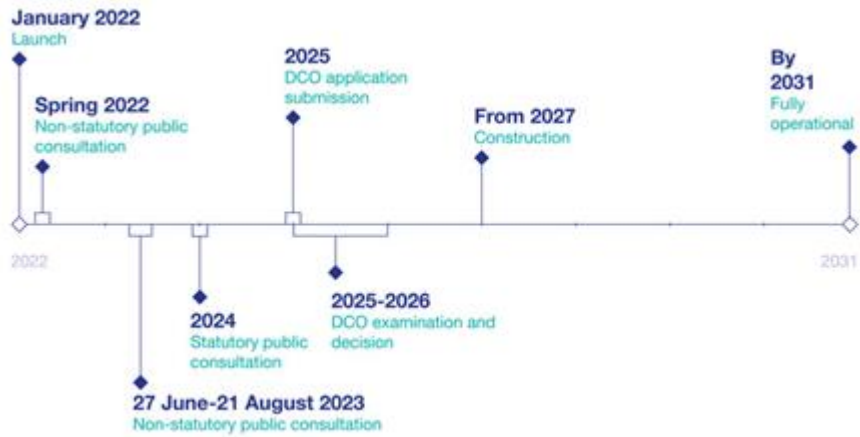 January 2022
Launch
Spring 2022
Non-statutory public
consultation
2025
DCO application
submission
From 2027
Construction
By
2031
Fully
operational
2022
2031
2024
Statutory public
consultation
2025-2026
DCO examination and
decision
27 June-21 August 2023
Non-statutory public consultation